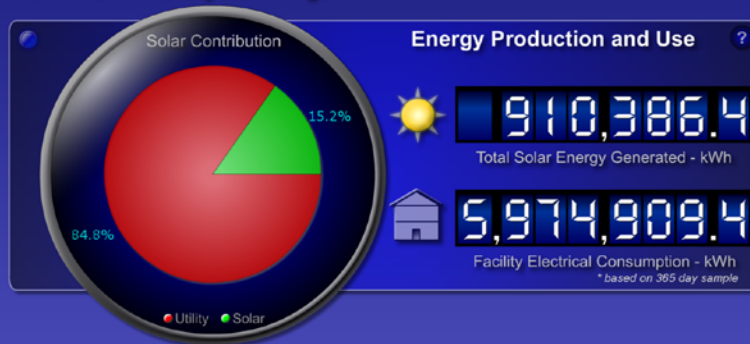 Solar Contribution
15.2%
84.8%
Utility Solar
Energy Production and Use ?
910,386.4
Total Solar Energy Generated - kWh
5,974,909.4
Facility Electrical Consumption - kWh
* based on 365 day sample